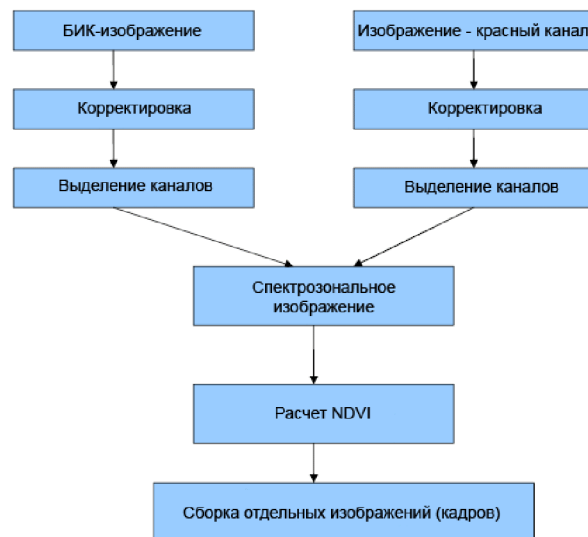 БИК-изображение
Изображение - красный канал
Корректировка
Корректировка
Выделение каналов
Выделение каналов
Спектрозональное
изображение
Расчет NDVI
Сборка отдельных изображений (кадров)